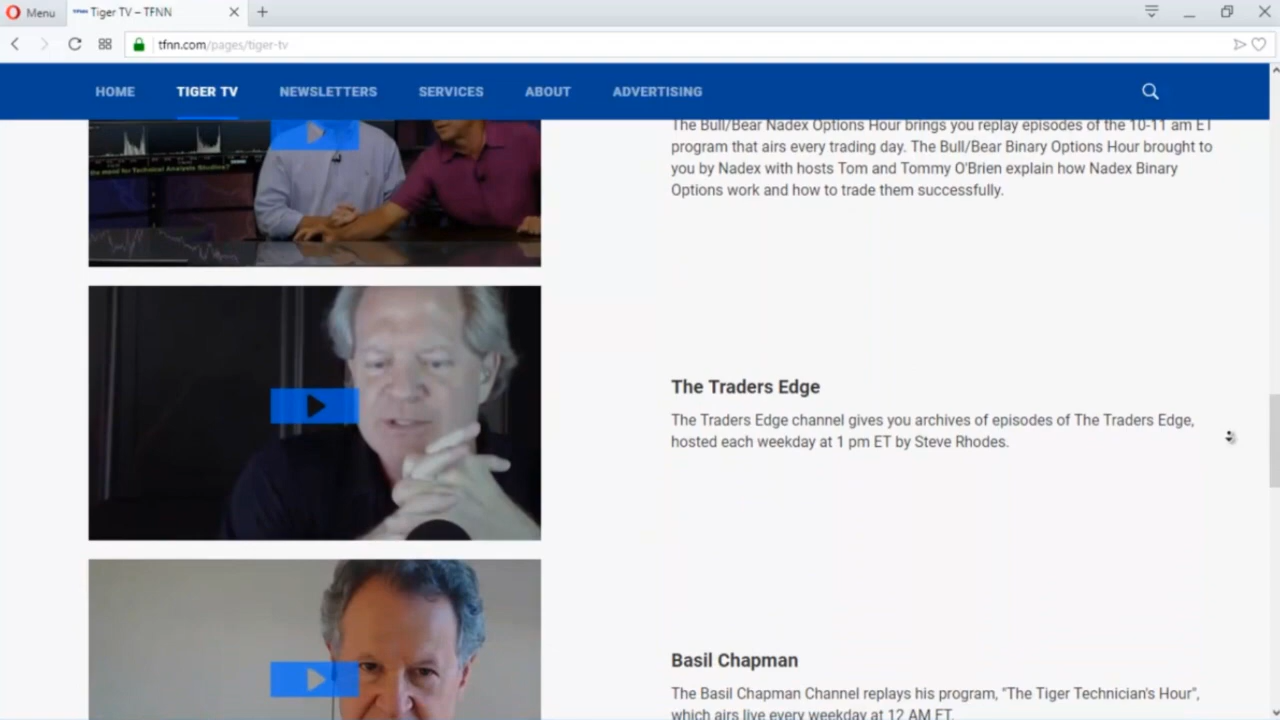 Menu
Tiger TV – TFNN
tfnn.com/pages/tiger-tv
HOME TIGER TV NEWSLETTERS SERVICES ABOUT ADVERTISING
The Bull/Bear Nadex Options Hour brings you replay episodes of the 10-11 am ET
program that airs every trading day. The Bull/Bear Binary Options Hour brought to
you by Nadex with hosts Tom and Tommy O'Brien explain how Nadex Binary
Options work and how to trade them successfully.
The Traders Edge
The Traders Edge channel gives you archives of episodes of The Traders Edge,
hosted each weekday at 1 pm ET by Steve Rhodes.
Basil Chapman
The Basil Chapman Channel replays his program, "The Tiger Technician's Hour",
which airs live every weekday at 12 AM ET.